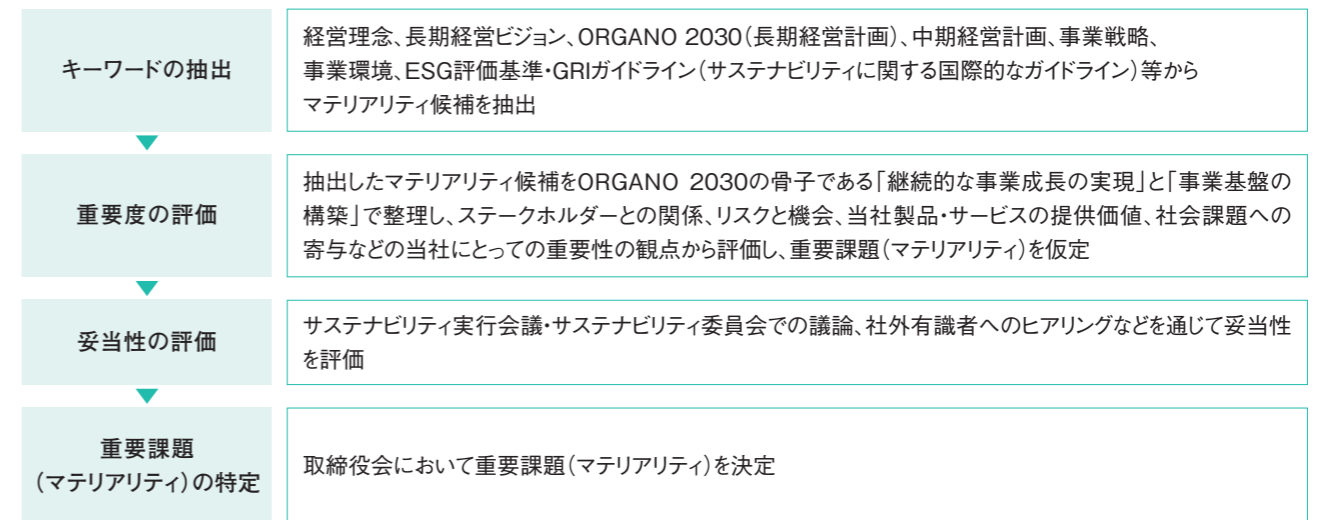 キーワードの抽出
経営理念、長期経営ビジョン、ORGANO 2030（長期経営計画）、中期経営計画、事業戦略、
事業環境、ESG評価基準・GRIガイドライン（サステナビリティに関する国際的なガイドライン）等から
マテリアリティ候補を抽出
重要度の評価
抽出したマテリアリティ候補をORGANO 2030の骨子である「継続的な事業成長の実現」と「事業基盤の
構築」で整理し、ステークホルダーとの関係、リスクと機会、当社製品・サービスの提供価値、社会課題への
寄与などの当社にとっての重要性の観点から評価し、重要課題（マテリアリティ）を仮定
妥当性の評価
サステナビリティ実行会議・サステナビリティ委員会での議論、社外有識者へのヒアリングなどを通じて妥当性
を評価
重要課題
（マテリアリティ）の特定
取締役会において重要課題（マテリアリティ）を決定